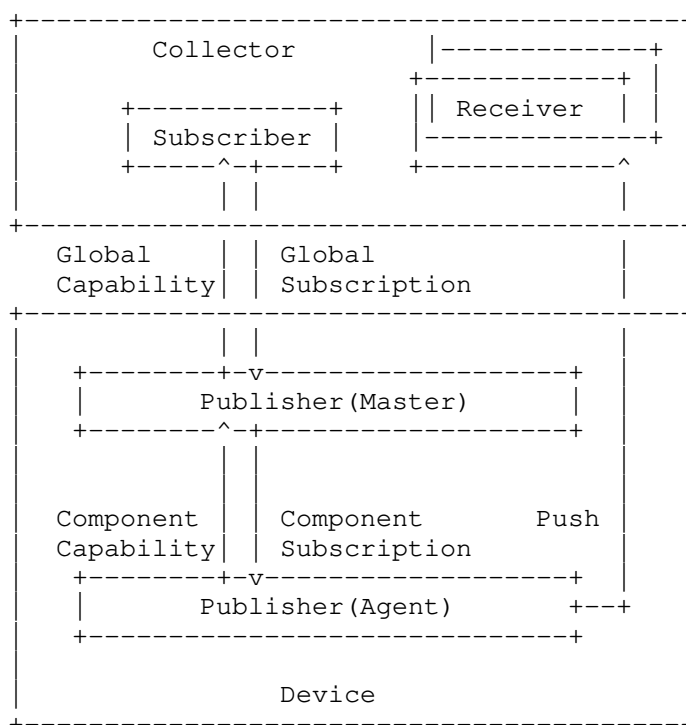 Collector
Receiver
Subscriber
Global Global
Capability Subscription
Publisher(Master)
Component Component Push
Capability Subscription
Publisher(Agent)
Device